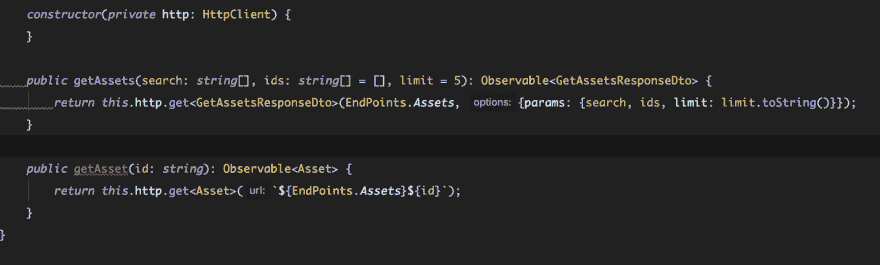 constructor(private http: HttpClient) {
}
public getAssets(search: string[], ids: string[] = [], limit = 5): Observable<GetAssetsResponseDto> {
return this.http.get<GetAssetsResponseDto>(EndPoints.Assets, options: {params: {search, ids, limit: limit.toString()}});
}
public getAsset(id: string): Observable<Asset> {
return this.http.get<Asset>( url: `${EndPoints.Assets}${id}`);
}
}